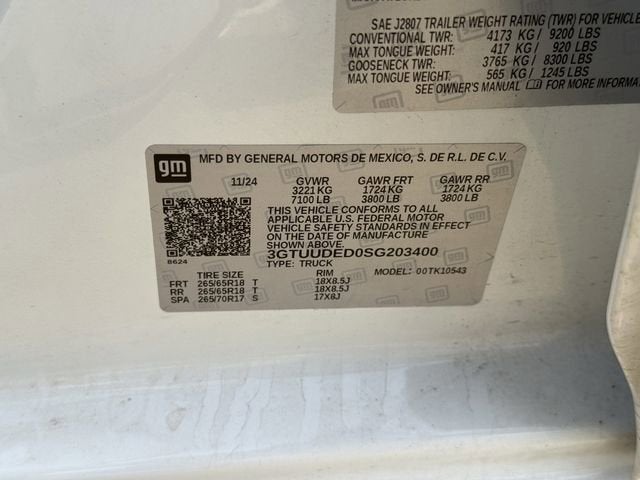 SAE J2807 TRAILER WEIGHT RATING (TWR) FOR VEHICLE
CONVENTIONAL TWR: 4173 KG / 9200 LBS
MAX TONGUE WEIGHT: 417 KG / 920 LBS
GOOSENECK TWR: 3765 KG / 8300 LBS
MAX TONGUE WEIGHT: 565 KG / 1245 LBS
SEE OWNER'S MANUAL gm FOR MORE INFORMA
gm MFD BY GENERAL MOTORS DE MEXICO, S. DE R.L. DE C.V.
11/24 GVWR GAWR FRT GAWR RR
3221 KG 1724 KG 1724 KG
7100 LB 3800 LB 3800 LB
THIS VEHICLE CONFORMS TO ALL
APPLICABLE U.S. FEDERAL MOTOR
VEHICLE SAFETY STANDARDS IN EFFECT
ON THE DATE OF MANUFACTURE SHOWN ABOVE.
3GTUUDED0SG203400
8624 TYPE: TRUCK MODEL: 00TK10543
TIRE SIZE RIM
FRT 265/65R18 T 18X8.5J
RR 265/65R18 T 18X8.5J
SPA 265/70R17 S 17X8J